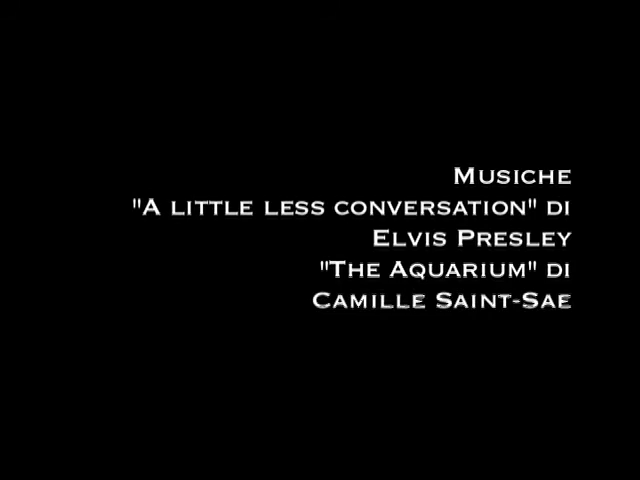 Musiche
"A little less conversation" di
Elvis Presley
"The Aquarium" di
Camille Saint-Sae